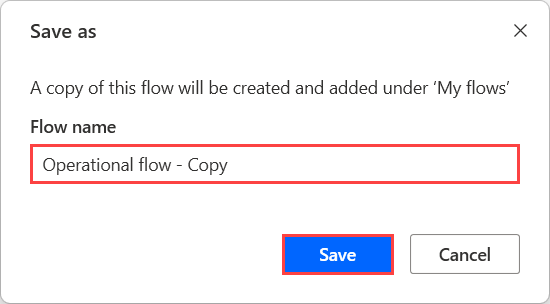 Save as
A copy of this flow will be created and added under ‘My flows’
Flow name
Operational flow - Copy
Save
Cancel